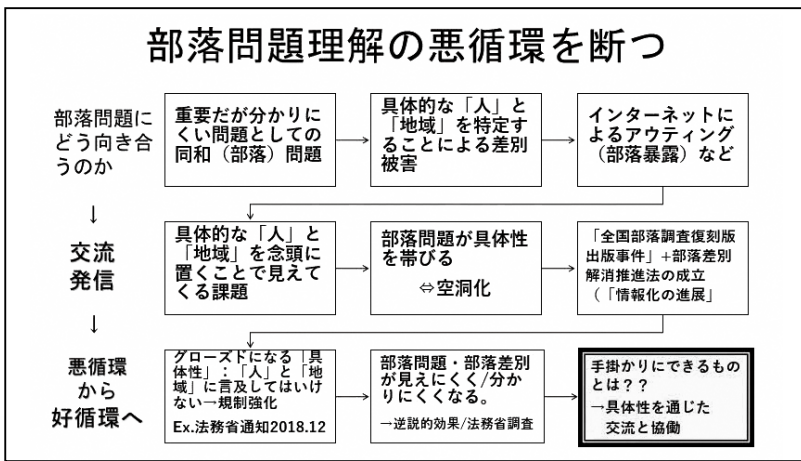 部落問題理解の悪循環を断つ
部落問題に
どう向き合
うのか
↓
交流
発信
↓
悪循環
から
好循環へ
重要だが分かりに
くい問題としての
同和（部落）問題
具体的な「人」と
「地域」を特定す
ることによる差別
被害
インターネットに
よるアウティング
（部落暴露）など
具体的な「人」と
「地域」を念頭に
置くことで見えて
くる課題
部落問題が具体性
を帯びる
⇔空洞化
「全国部落調査復刻版
出版事件」+部落差別
解消推進法の成立
（「情報化の進展」
グローズドになる「具
体性」：「人」と「地
域」に言及してはいけ
ない→規制強化
Ex.法務省通知2018.12
部落問題・部落差別
が見えにくく/分か
りにくくなる。
→逆説的効果/法務省調査
手掛かりにできるもの
とは？？
→具体性を通じた
交流と協働